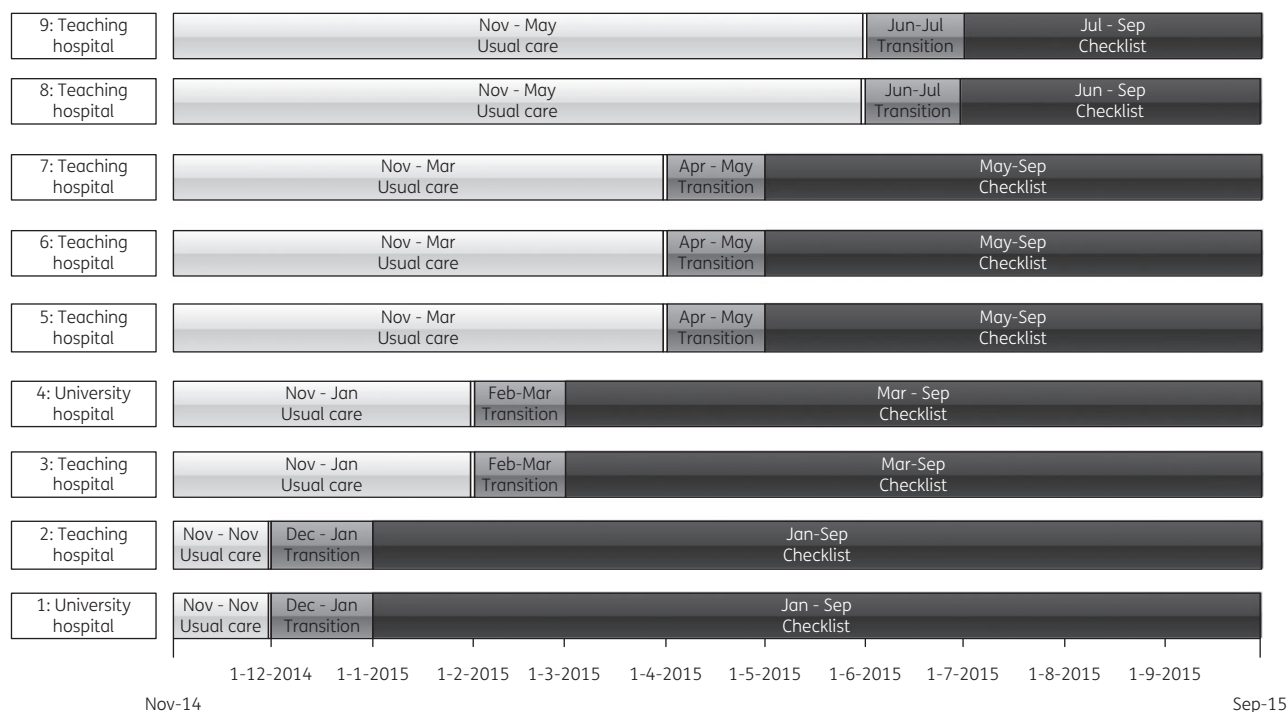 9: Teaching
hospital
Nov - May
Usual care
Jun-Jul
Transition
Jul - Sep
Checklist
8: Teaching
hospital
Nov - May
Usual care
Jun-Jul
Transition
Jun - Sep
Checklist
7: Teaching
hospital
Nov - Mar
Usual care
Apr - May
Transition
May-Sep
Checklist
6: Teaching
hospital
Nov - Mar
Usual care
Apr - May
Transition
May-Sep
Checklist
5: Teaching
hospital
Nov - Mar
Usual care
Apr - May
Transition
May-Sep
Checklist
4: University
hospital
Nov - Jan
Usual care
Feb-Mar
Transition
Mar - Sep
Checklist
3: Teaching
hospital
Nov - Jan
Usual care
Feb-Mar
Transition
Mar-Sep
Checklist
2: Teaching
hospital
Nov - Nov
Usual care
Dec - Jan
Transition
Jan-Sep
Checklist
1: University
hospital
Nov - Nov
Usual care
Dec - Jan
Transition
Jan - Sep
Checklist
1-12-2014 1-1-2015 1-2-2015 1-3-2015 1-4-2015 1-5-2015 1-6-2015 1-7-2015 1-8-2015 1-9-2015
Nov-14 Sep-15